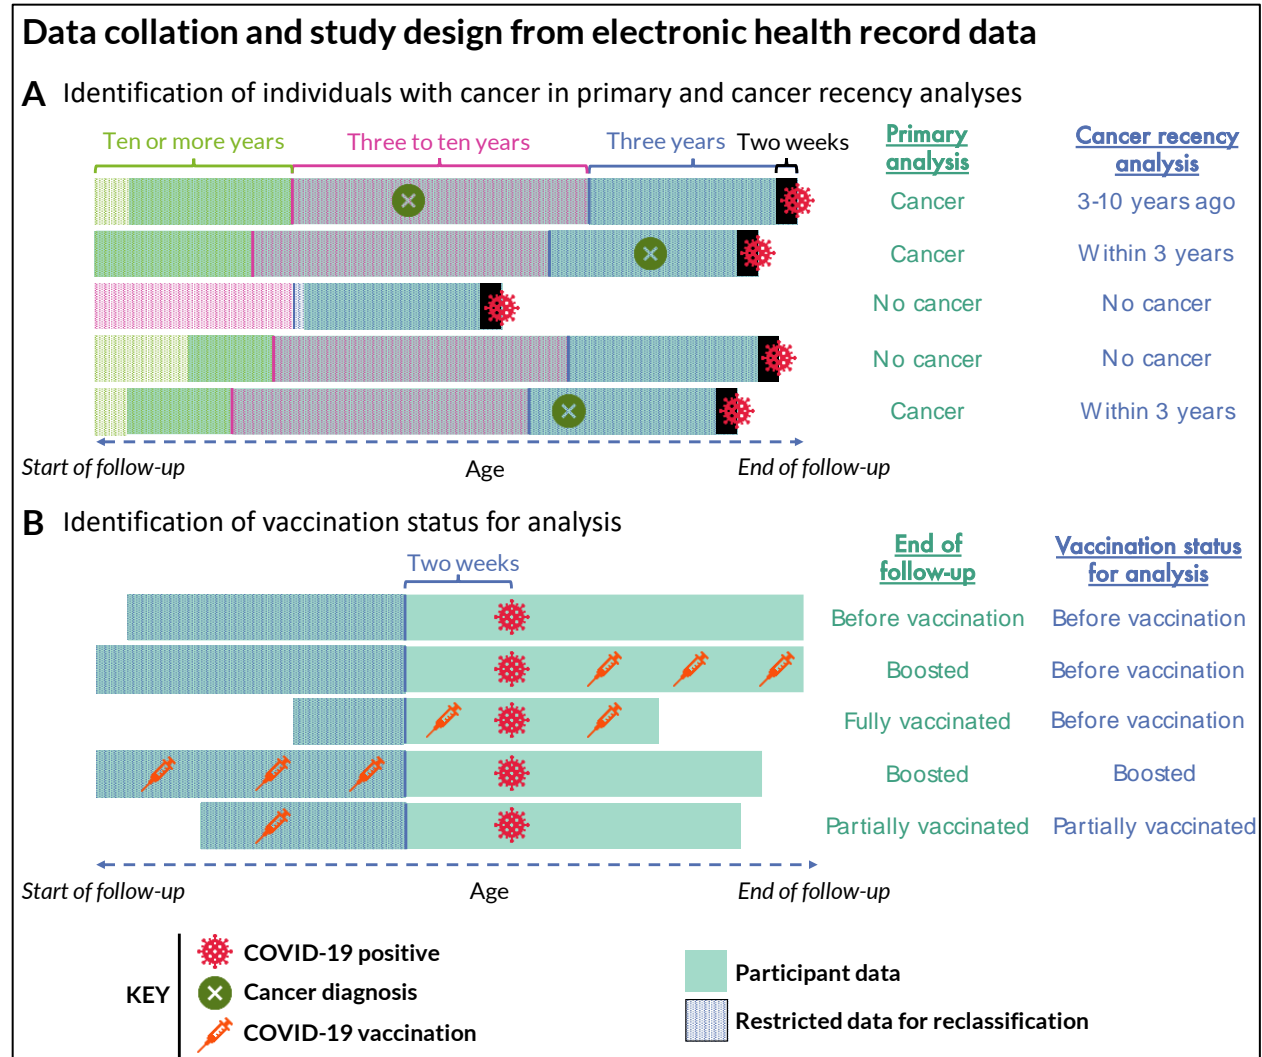 Data collation and study design from electronic health record data
A Identification of individuals with cancer in primary and cancer recency analyses
Ten or more years
Three to ten years
Three years
Two weeks
Primary
analysis
Cancer recency
analysis
Cancer
3-10 years ago
Cancer
Within 3 years
No cancer
No cancer
No cancer
No cancer
Cancer
Within 3 years
Start of follow-up
Age
End of follow-up
B Identification of vaccination status for analysis
Two weeks
End of
follow-up
Vaccination status
for analysis
Before vaccination
Before vaccination
Boosted
Before vaccination
Fully vaccinated
Before vaccination
Boosted
Boosted
Partially vaccinated
Partially vaccinated
Start of follow-up
Age
End of follow-up
KEY
COVID-19 positive
Cancer diagnosis
COVID-19 vaccination
Participant data
Restricted data for reclassification